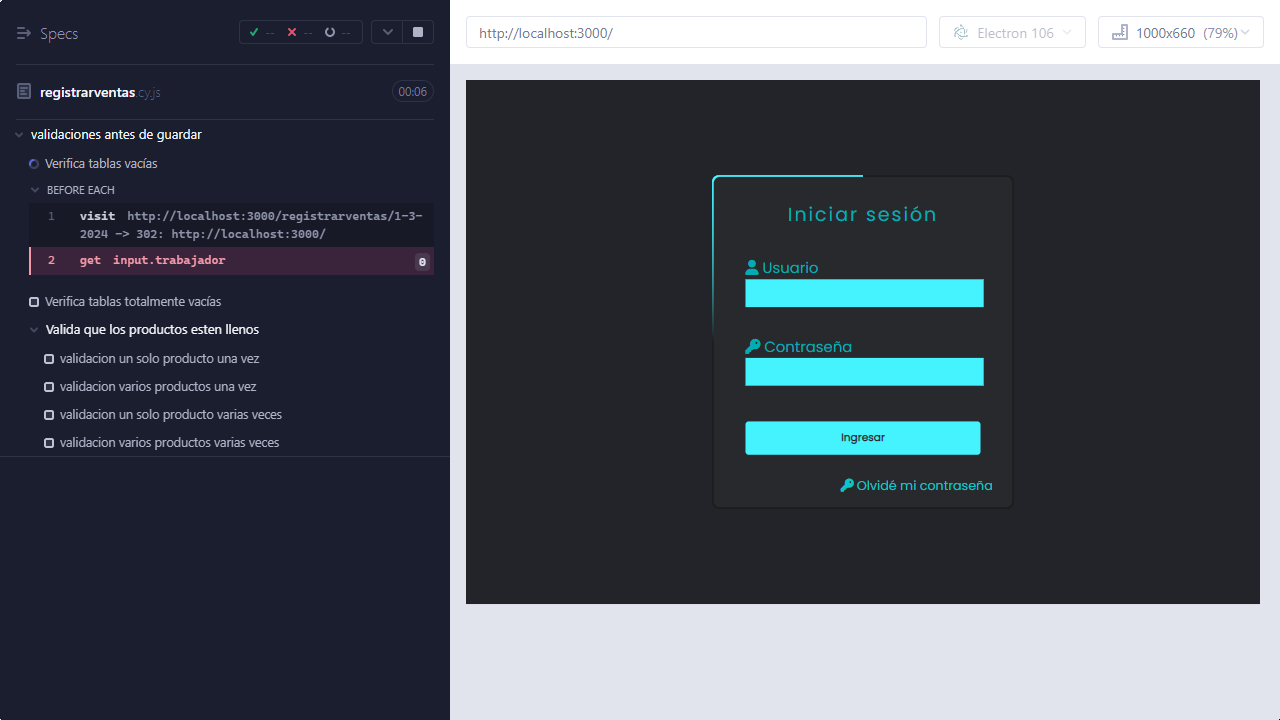 Specs
-- -- --
registrarventas.cy.js
00:06
validaciones antes de guardar
Verifica tablas vacías
BEFORE EACH
1 visit http://localhost:3000/registrarventas/1-3-
2024 -> 302: http://localhost:3000/
2 get input.trabajador 0
Verifica tablas totalmente vacías
Valida que los productos esten llenos
validacion un solo producto una vez
validacion varios productos una vez
validacion un solo producto varias veces
validacion varios productos varias veces
http://localhost:3000/
Electron 106
1000x660 (79%)
Iniciar sesión
Usuario
Contraseña
Ingresar
Olvidé mi contraseña